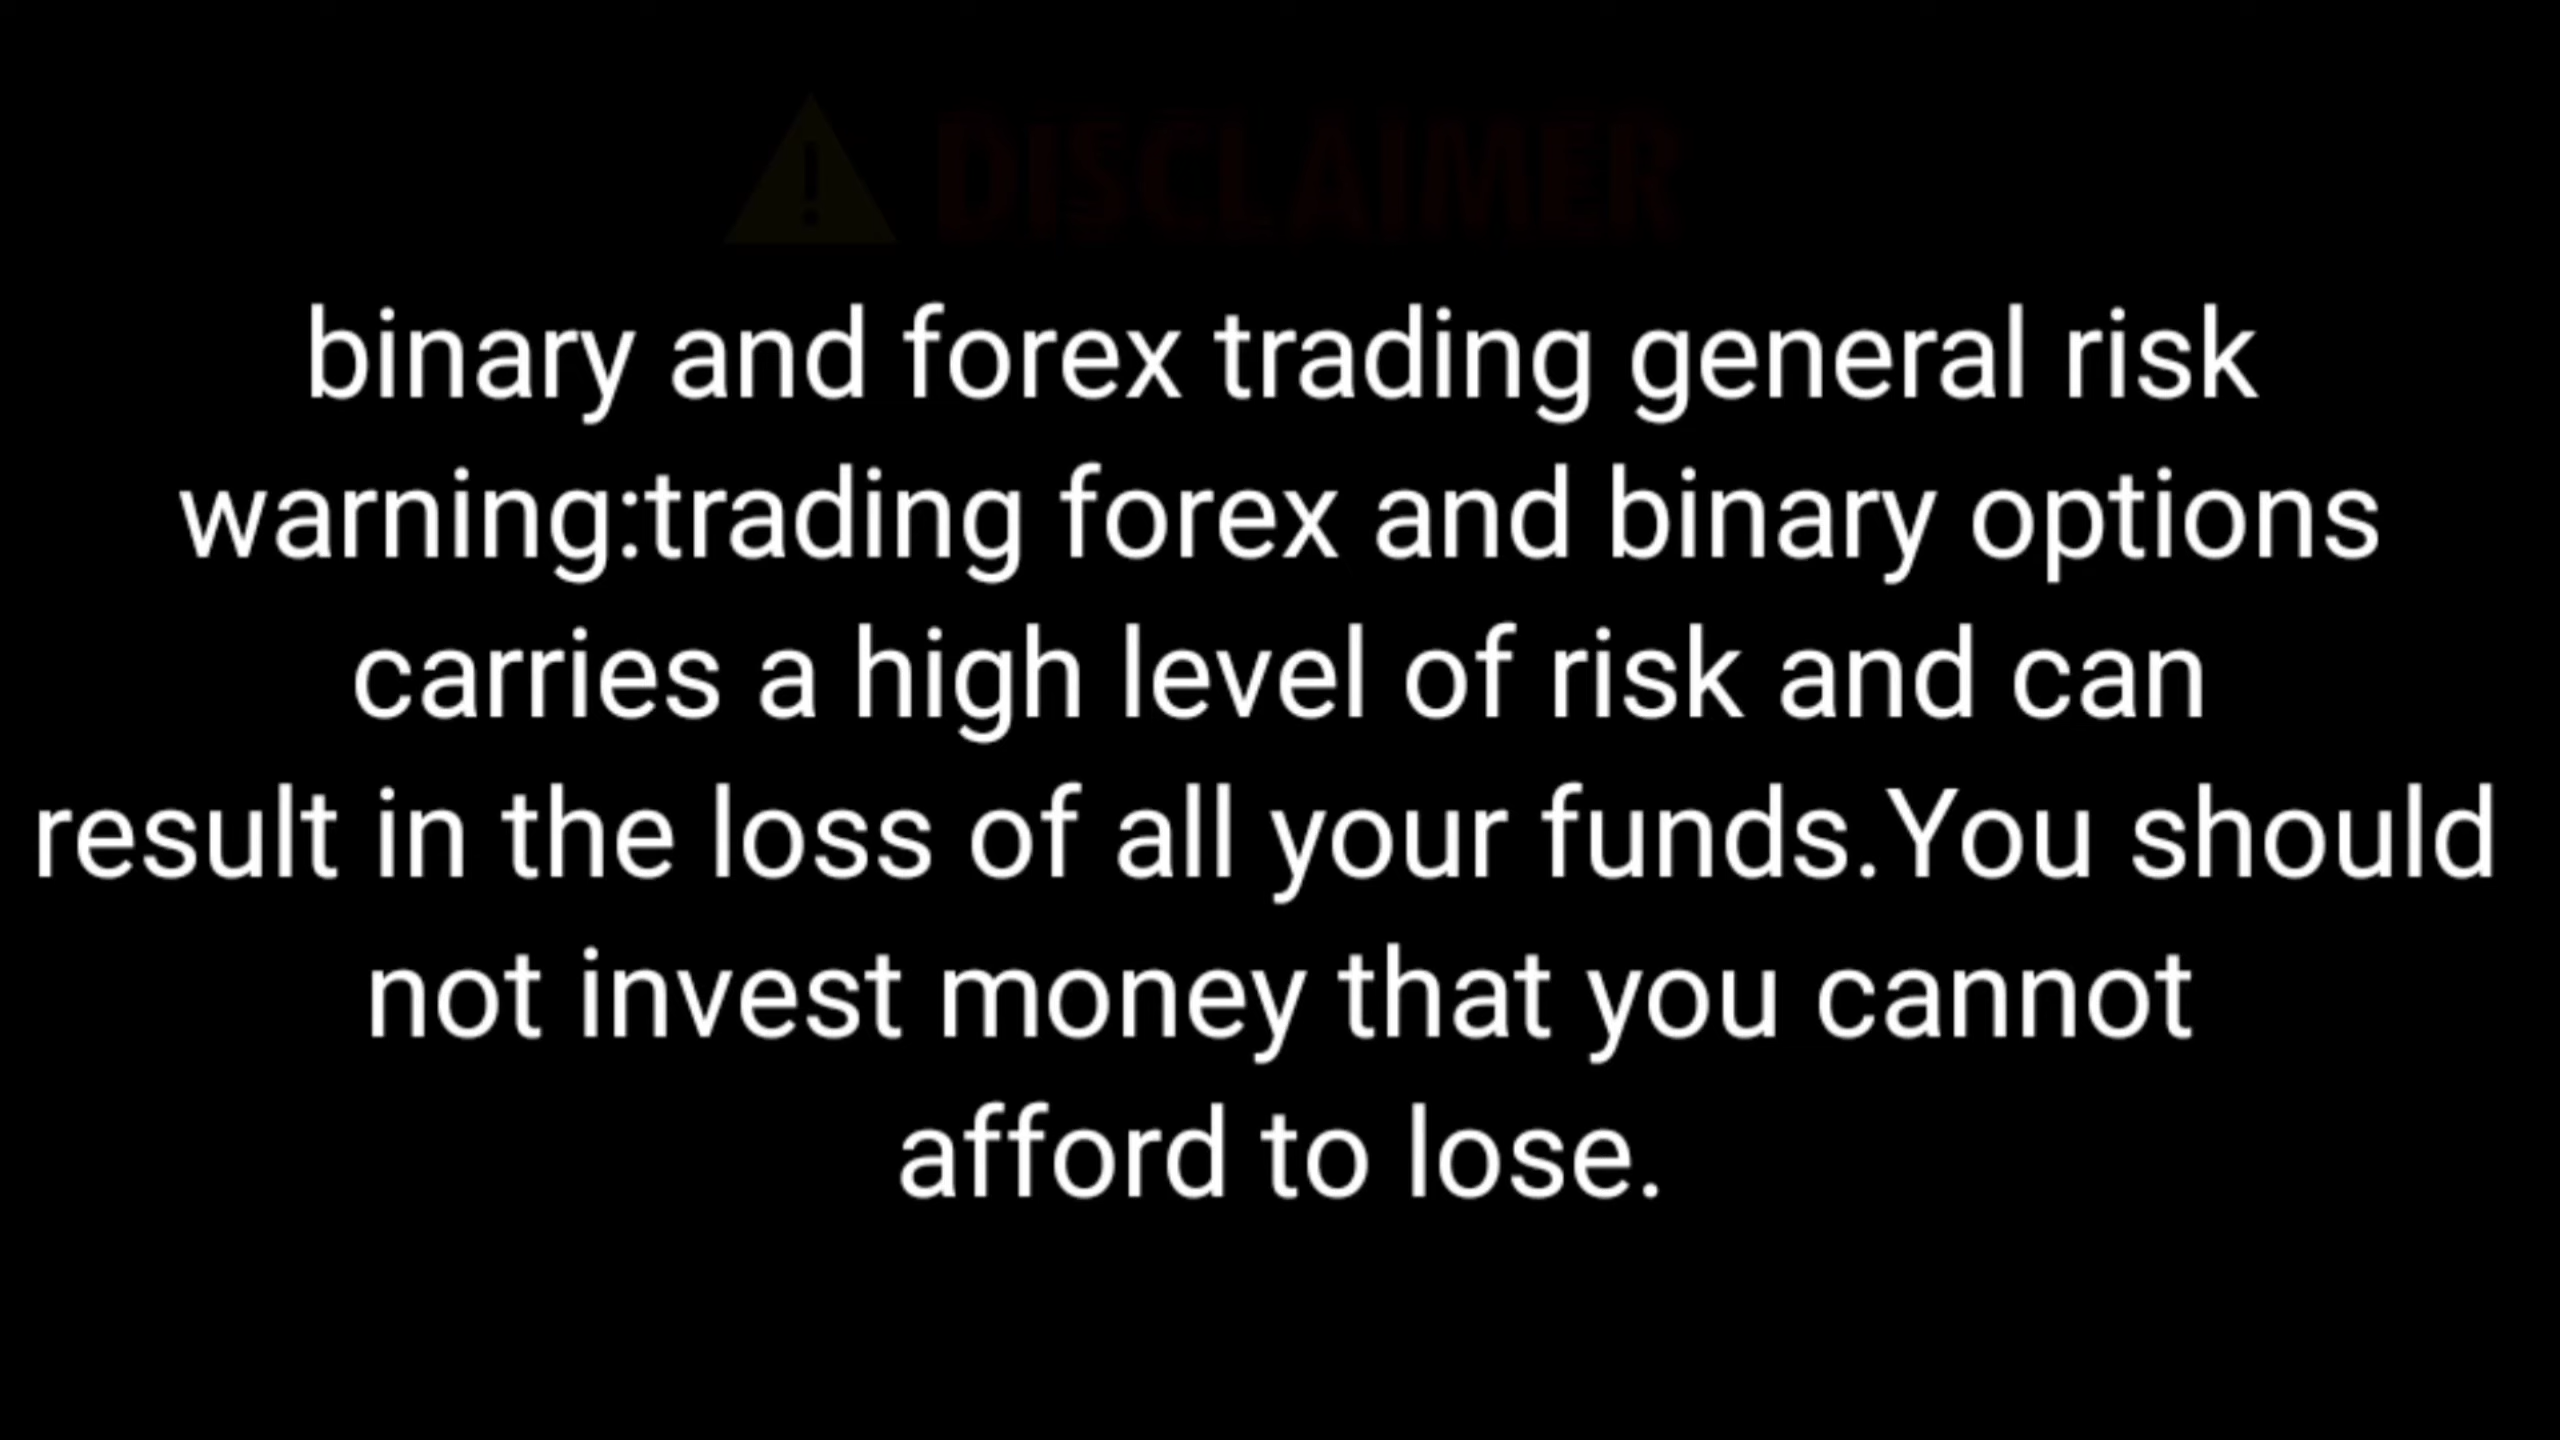 DISCLAIMER
binary and forex trading general risk
warning:trading forex and binary options
carries a high level of risk and can
result in the loss of all your funds.You should
not invest money that you cannot
afford to lose.